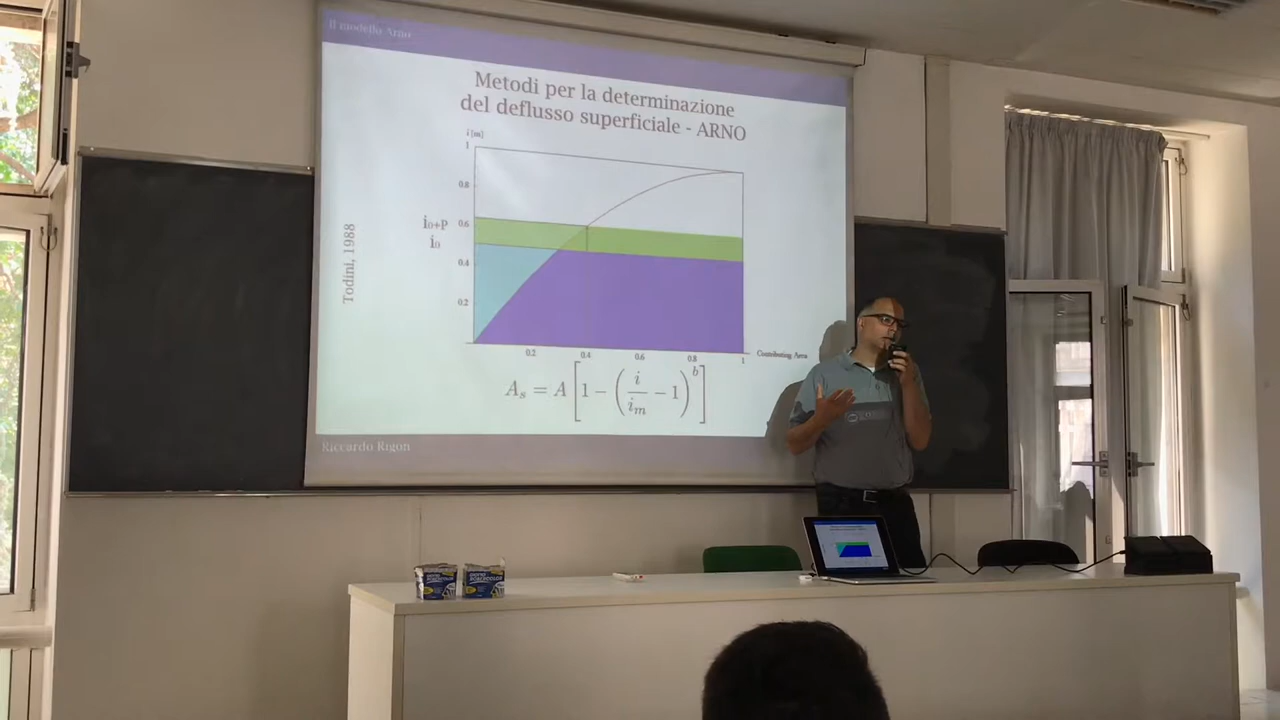 Il modello Arno
Metodi per la determinazione
del deflusso superficiale - ARNO
i [m]
1
0.8
i₀+P
0.6
i₀
0.4
0.2
Todini, 1988
0.2
0.4
0.6
0.8
1
Contributing Area
A_s = A [1 − (i/i_m − 1)^b]
Riccardo Rigon